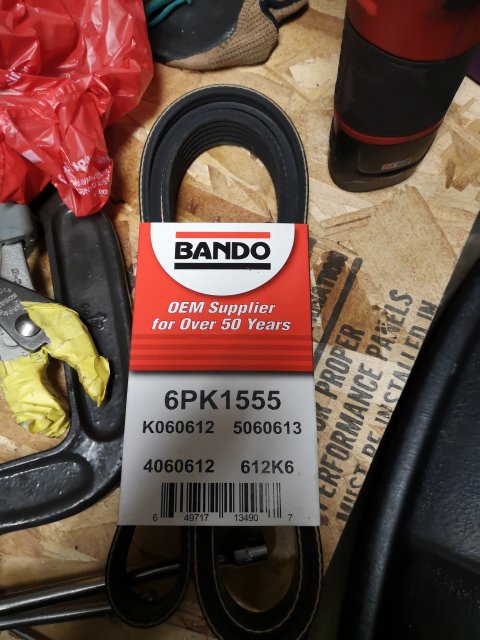 BANDO
OEM Supplier
for Over 50 Years
6PK1555
K060612 5060613
4060612 612K6
6 49717 13490 7
PROPER
PERFORMANCE PANELS
MUST BE INSTALLED IN